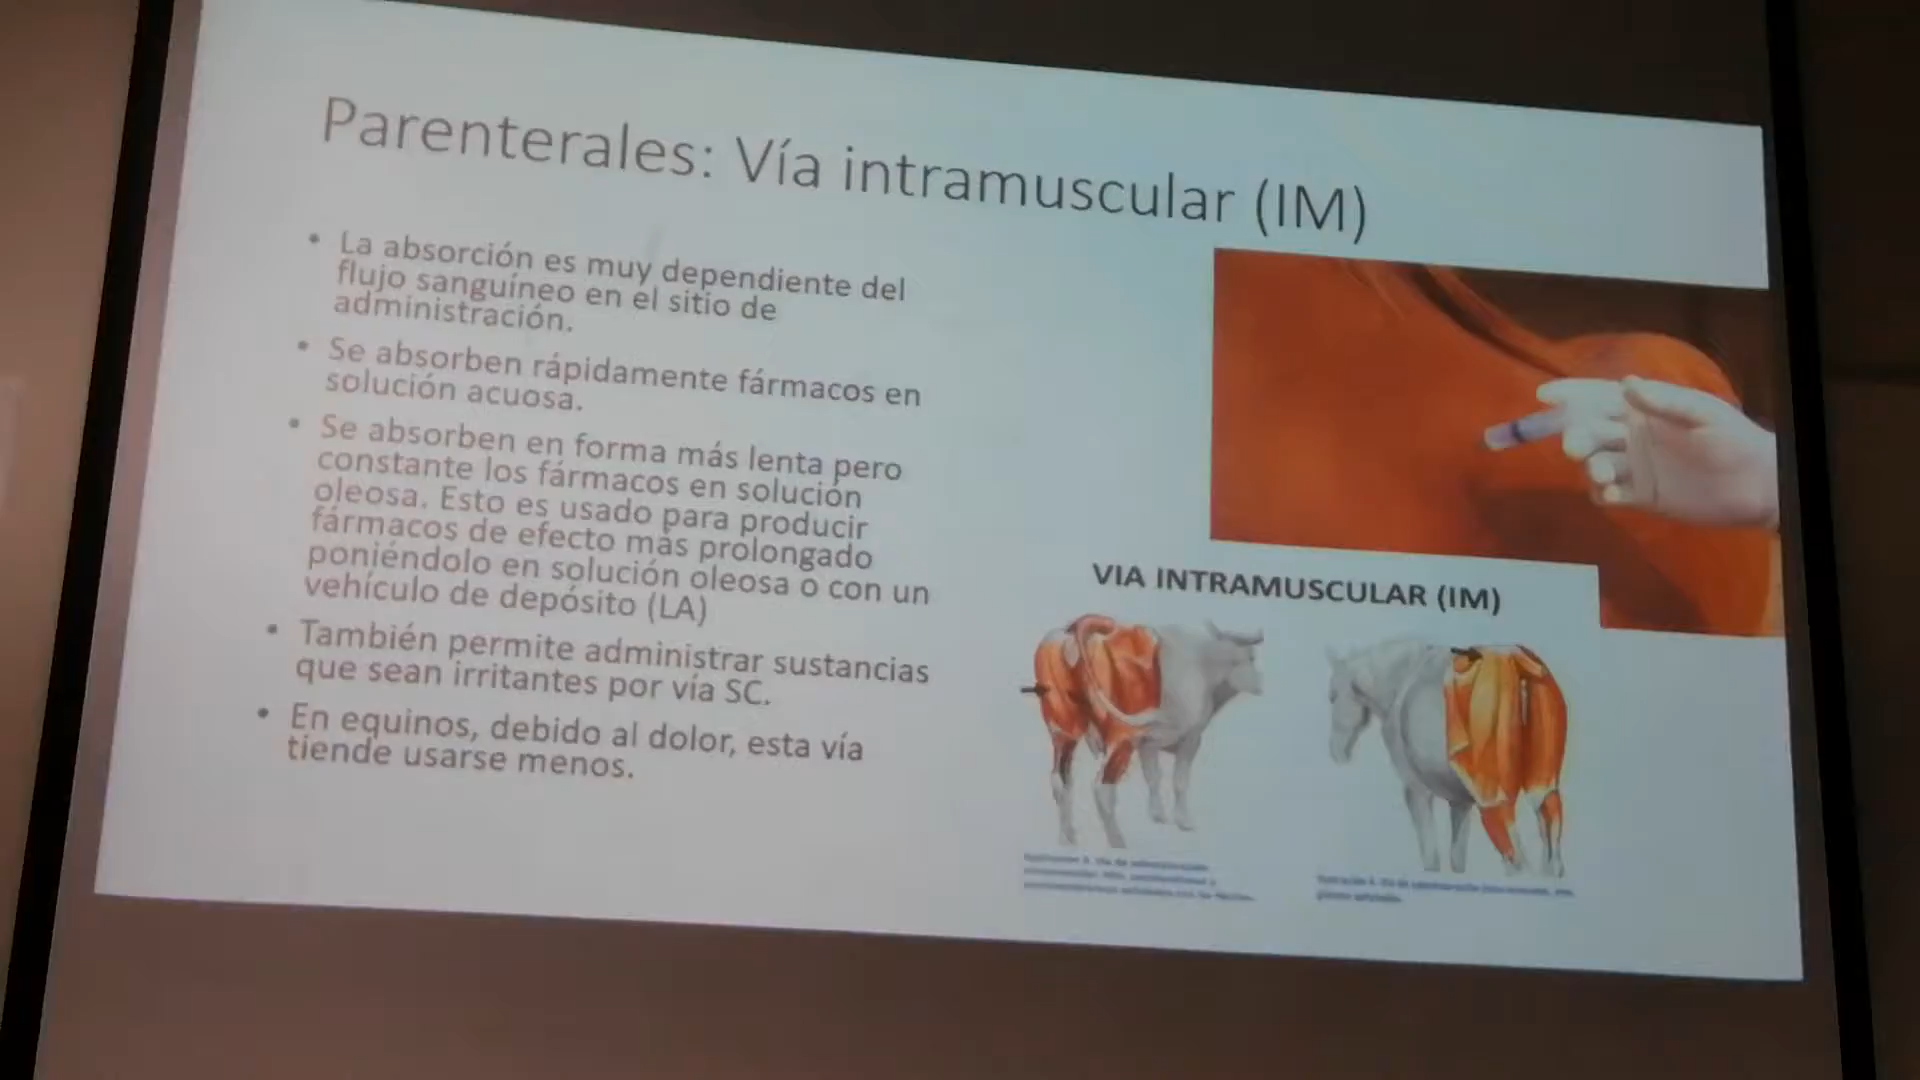 Parenterales: Vía intramuscular (IM)
• La absorción es muy dependiente del
flujo sanguíneo en el sitio de
administración.
• Se absorben rápidamente fármacos en
solución acuosa.
• Se absorben en forma más lenta pero
constante los fármacos en solución
oleosa. Esto es usado para producir
fármacos de efecto más prolongado
poniéndolo en solución oleosa o con un
vehículo de depósito (LA)
• También permite administrar sustancias
que sean irritantes por vía SC.
• En equinos, debido al dolor, esta vía
tiende usarse menos.
VIA INTRAMUSCULAR (IM)